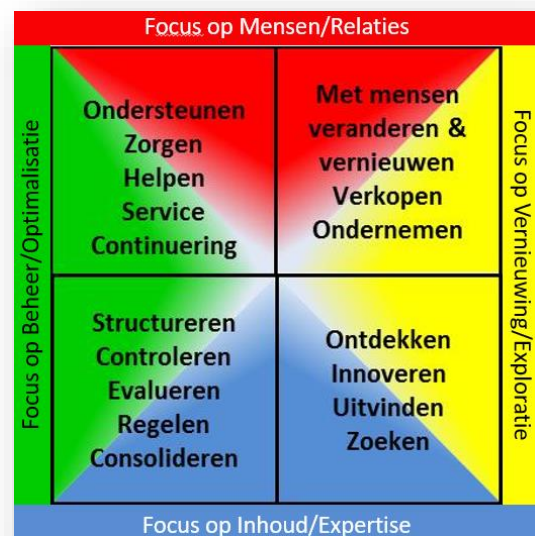 Focus op Mensen/Relaties
Focus op Beheer/Optimalisatie
Ondersteunen
Zorgen
Helpen
Service
Continuering
Met mensen
veranderen &
vernieuwen
Verkopen
Ondernemen
Focus op Vernieuwing/Exploratie
Structureren
Controleren
Evalueren
Regelen
Consolideren
Ontdekken
Innoveren
Uitvinden
Zoeken
Focus op Inhoud/Expertise